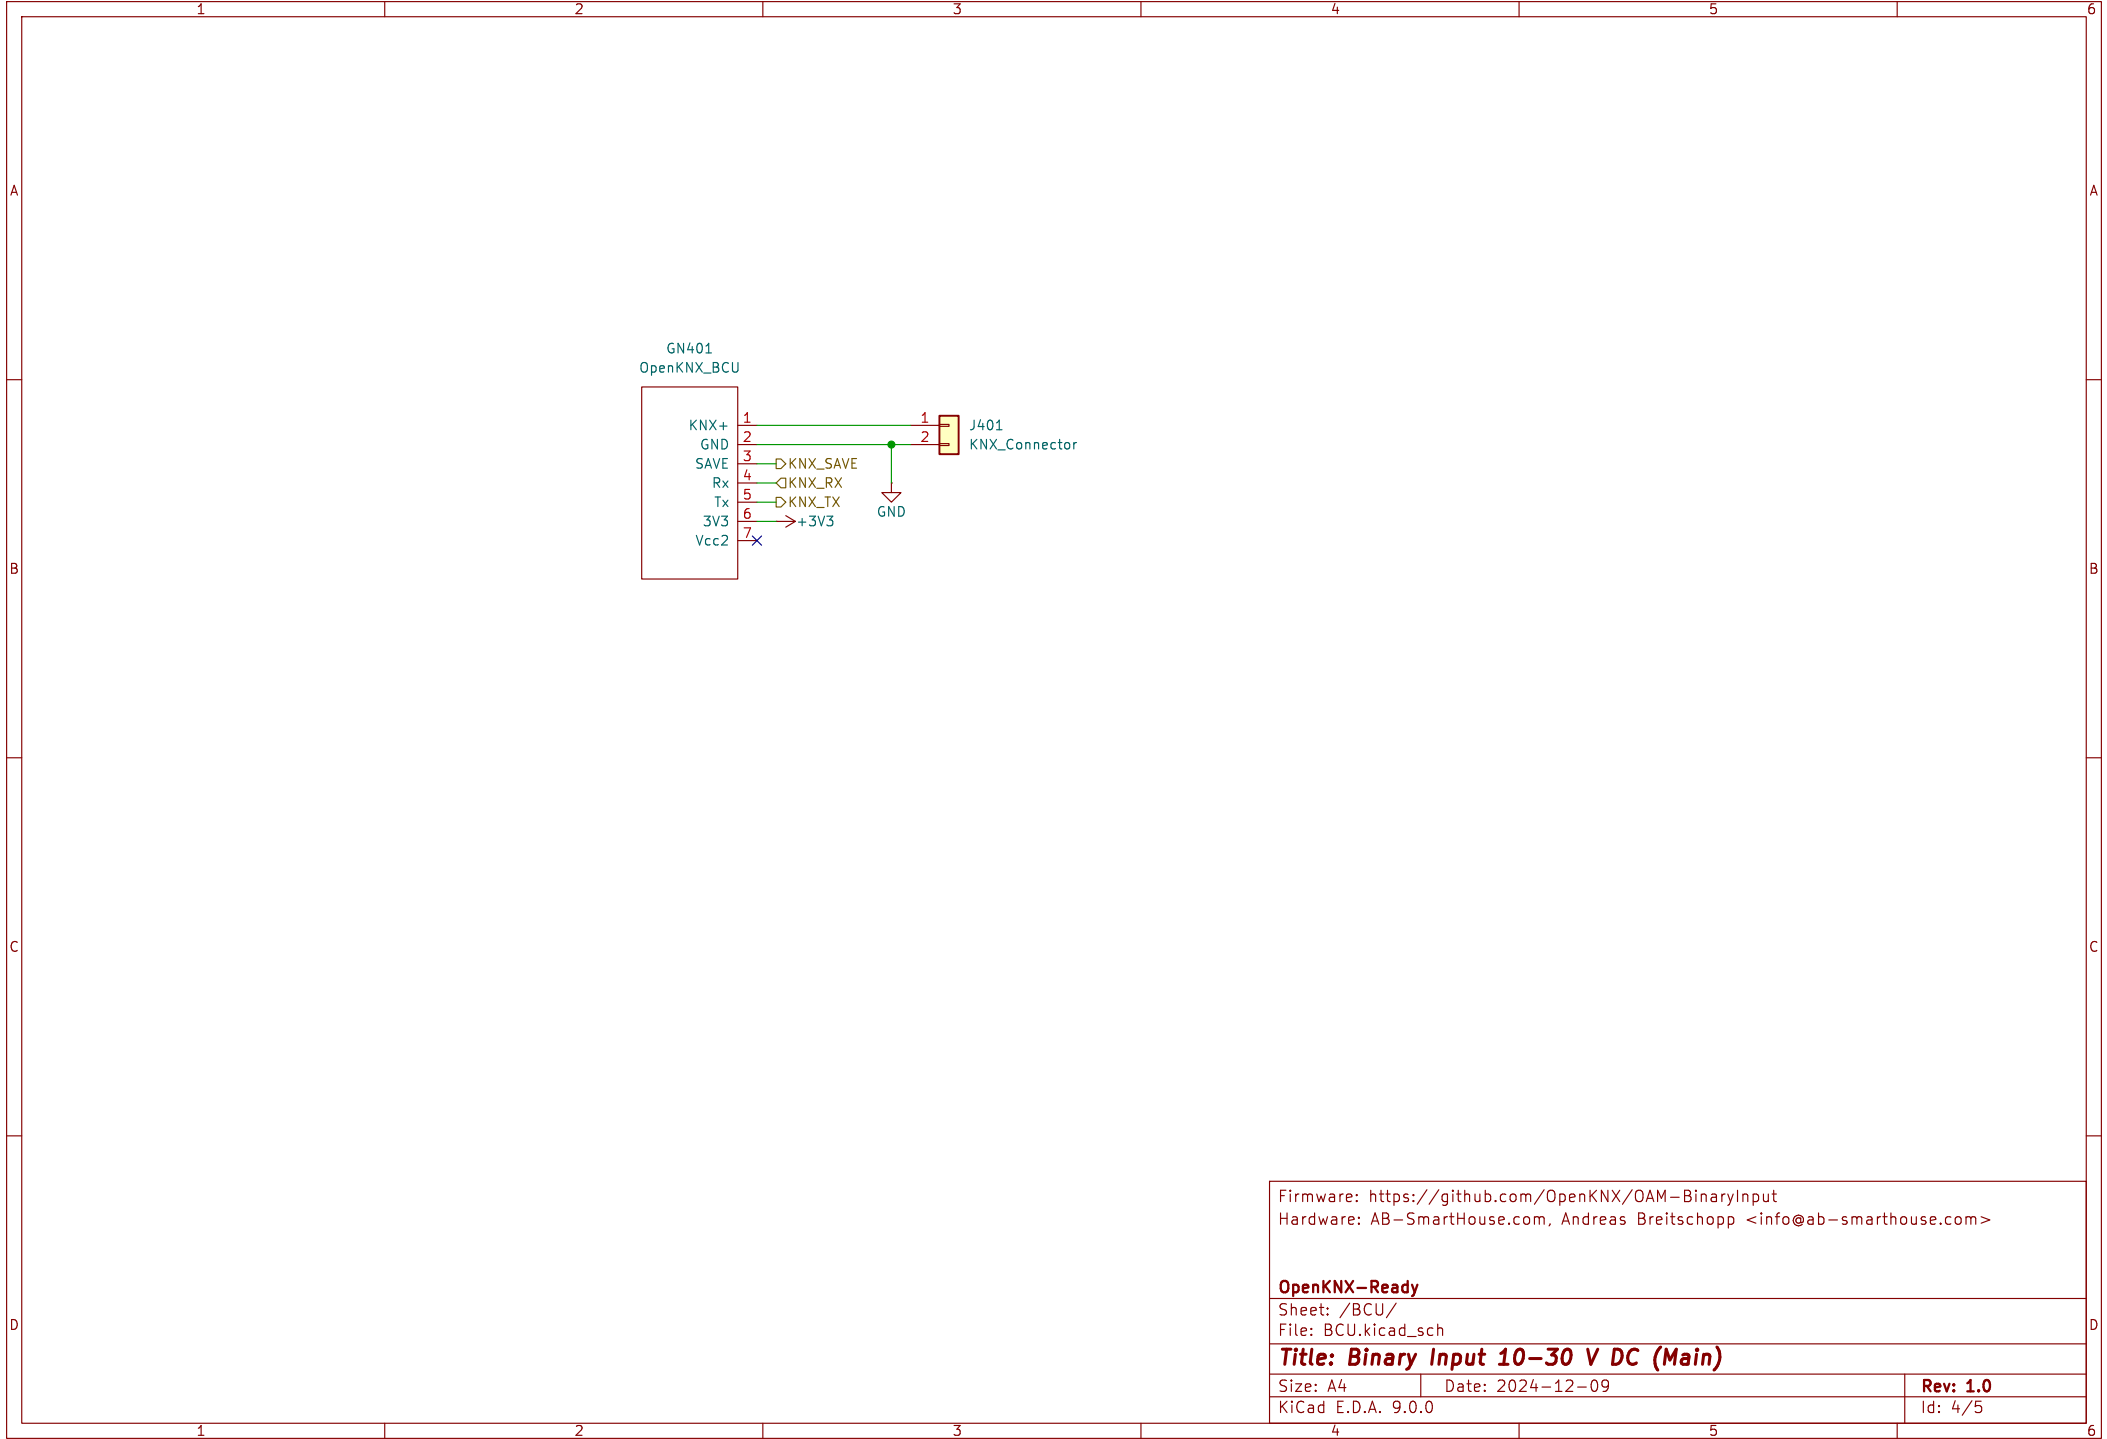 1 2 3 4 5 6
A A
GN401
OpenKNX_BCU
KNX+ 1 1 J401
GND 2 2 KNX_Connector
SAVE 3 KNX_SAVE
Rx 4 KNX_RX
Tx 5 KNX_TX
GND
3V3 6 +3V3
Vcc2 7
B B
C C
Firmware: https://github.com/OpenKNX/OAM-BinaryInput
Hardware: AB-SmartHouse.com, Andreas Breitschopp <info@ab-smarthouse.com>
OpenKNX-Ready
Sheet: /BCU/
D D
File: BCU.kicad_sch
Title: Binary Input 10-30 V DC (Main)
Size: A4 Date: 2024-12-09 Rev: 1.0
KiCad E.D.A. 9.0.0 Id: 4/5
1 2 3 4 5 6